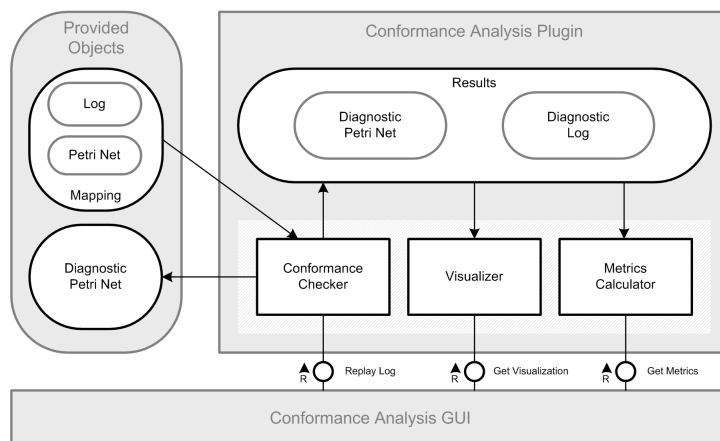 Provided
Objects
Log
Petri Net
Mapping
Diagnostic
Petri Net
Conformance Analysis Plugin
Results
Diagnostic
Petri Net
Diagnostic
Log
Conformance
Checker
Visualizer
Metrics
Calculator
R
Replay Log
R
Get Visualization
R
Get Metrics
Conformance Analysis GUI